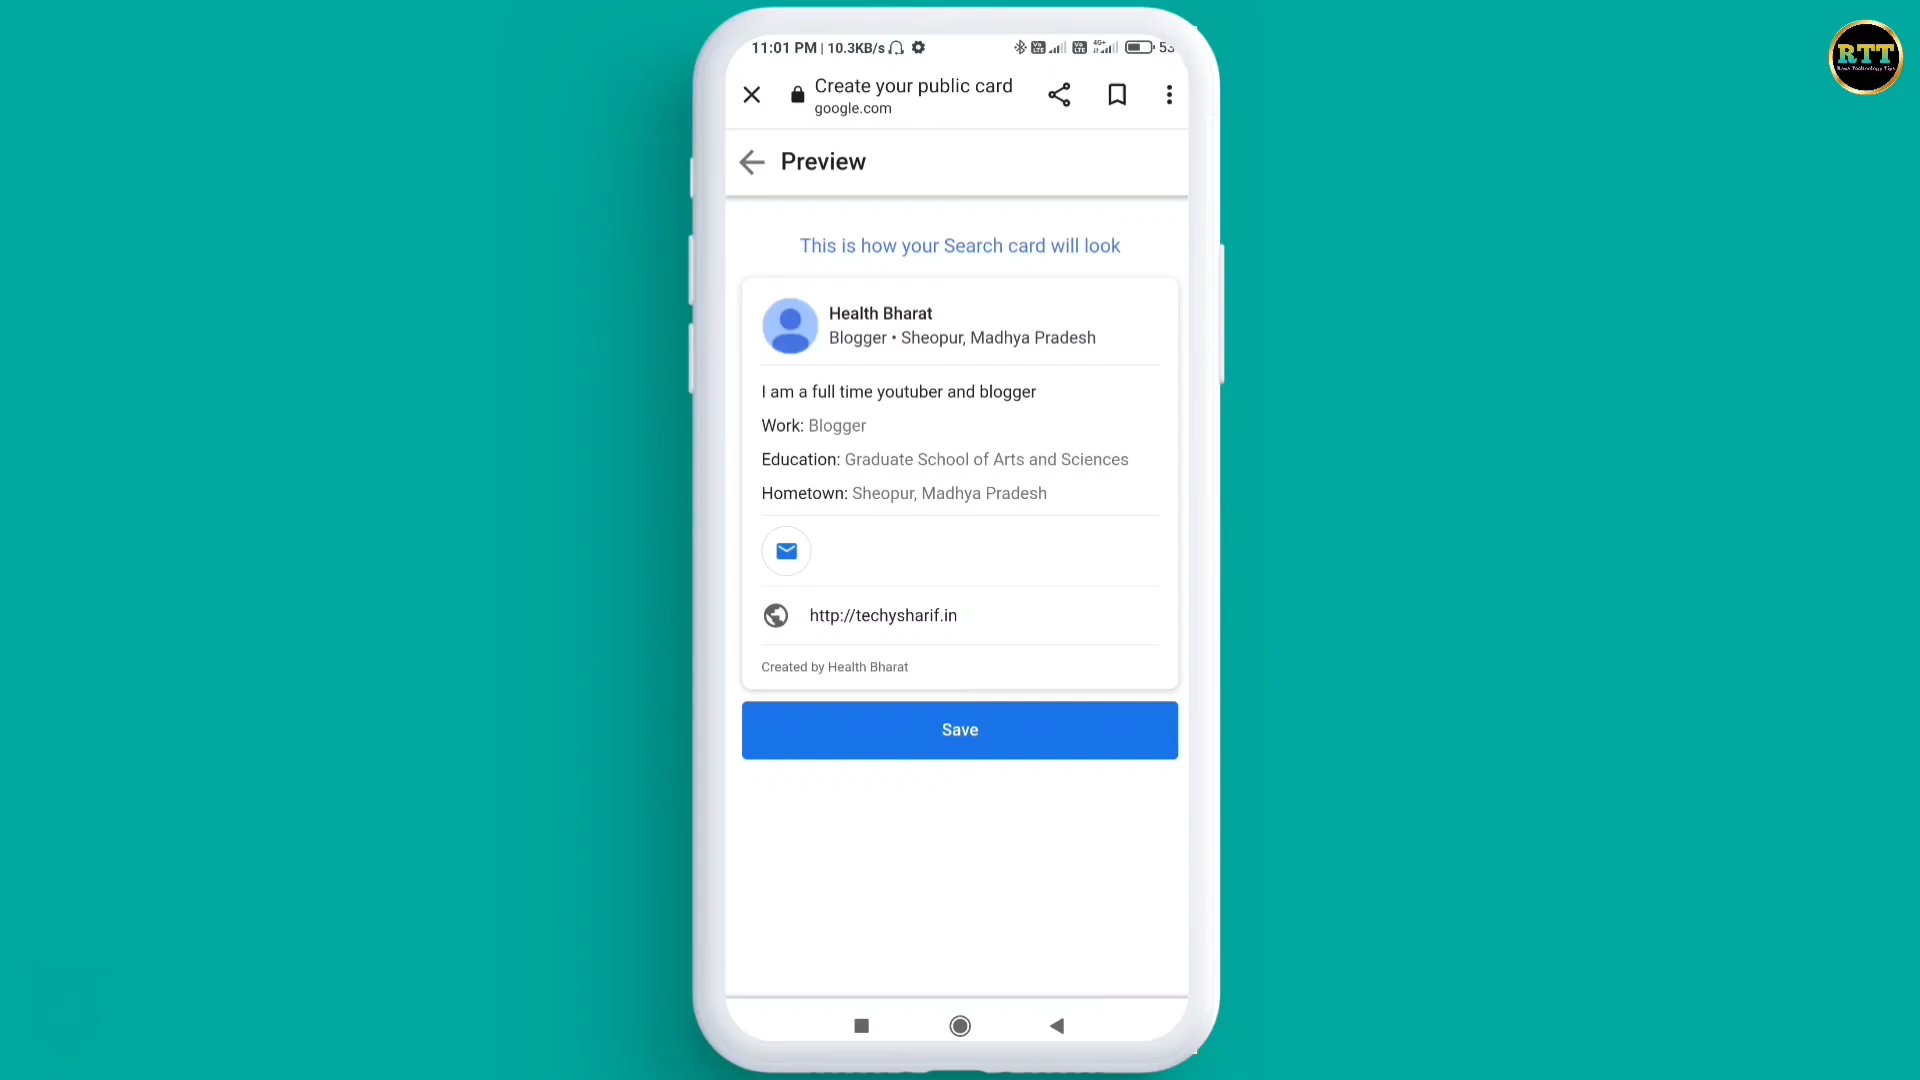 11:01 PM | 10.3KB/s
Create your public card
google.com
Preview
This is how your Search card will look
Health Bharat
Blogger • Sheopur, Madhya Pradesh
I am a full time youtuber and blogger
Work: Blogger
Education: Graduate School of Arts and Sciences
Hometown: Sheopur, Madhya Pradesh
http://techysharif.in
Created by Health Bharat
Save
RTT